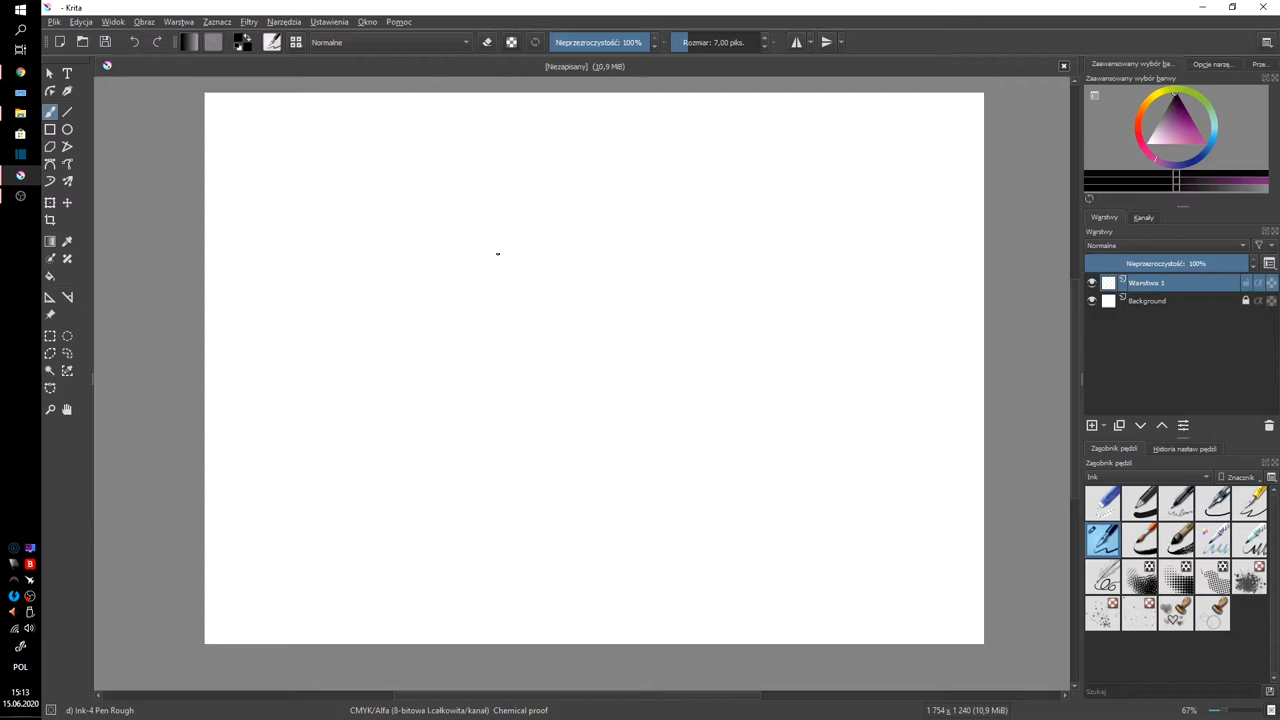 - Krita
Plik Edycja Widok Obraz Warstwa Zaznacz Filtry Narzędzia Ustawienia Okno Pomoc
Normalne
Nieprzezroczystość: 100%
Rozmiar: 7,00 piks.
[Niezapisany] (10,9 MiB)
Zaawansowany wybór ba...
Opcje narzę...
Prze...
Zaawansowany wybór barwy
Warstwy
Kanały
Warstwy
Normalne
Nieprzezroczystość: 100%
Warstwa 1
Background
Zasobnik pędzli
Historia nastaw pędzli
Zasobnik pędzli
Ink
Znacznik
Szukaj
POL
15:13
15.06.2020
d) Ink-4 Pen Rough
CMYK/Alfa (8-bitowa l.całkowita/kanał) Chemical proof
1 754 x 1 240 (10,9 MiB)
67%